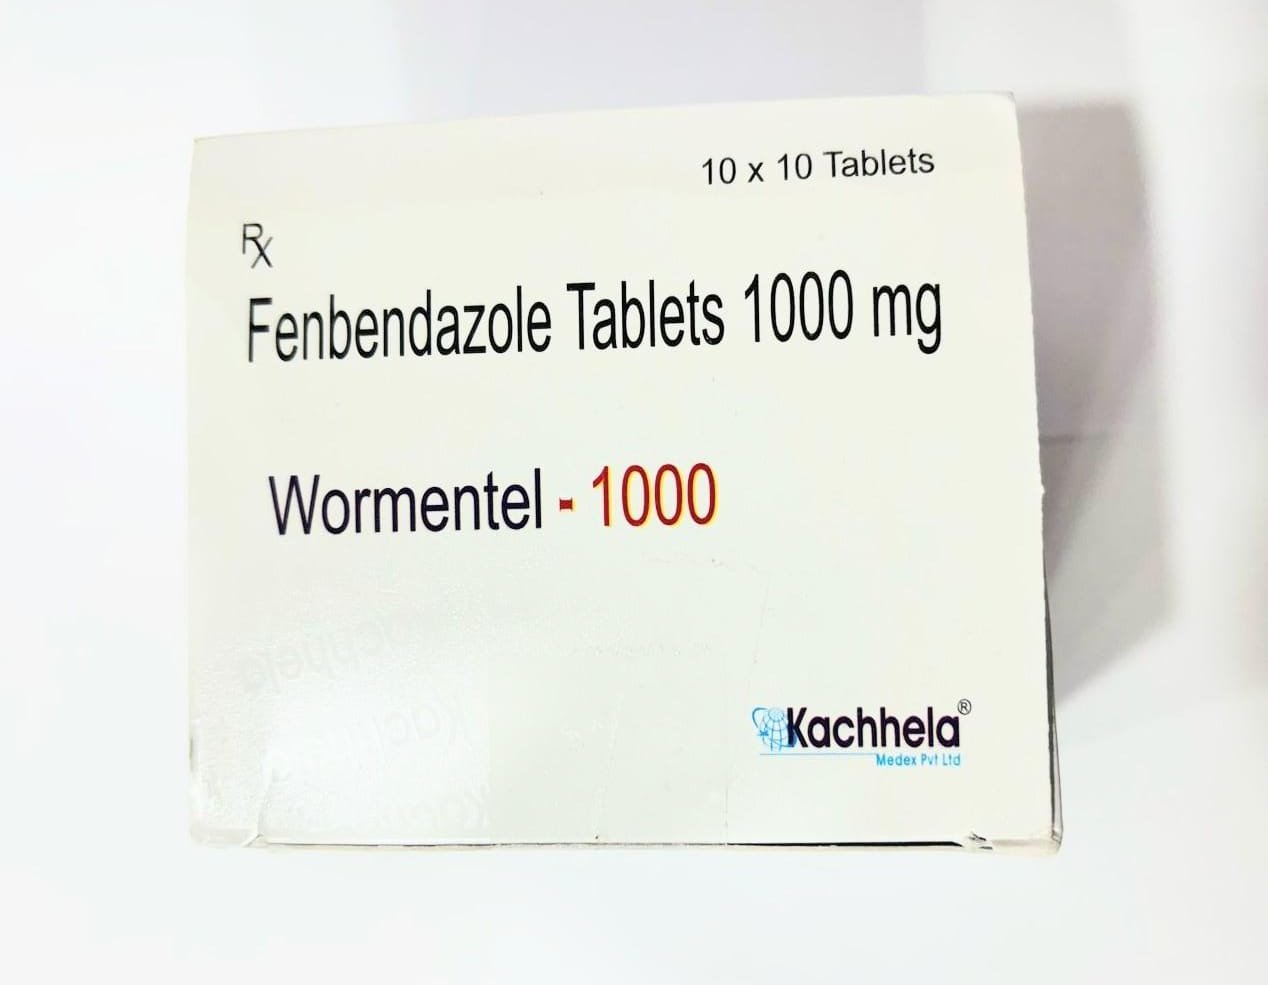 10 x 10 Tablets
Rx
Fenbendazole Tablets 1000 mg
Wormentel - 1000
Kachhela®
Medex Pvt Ltd